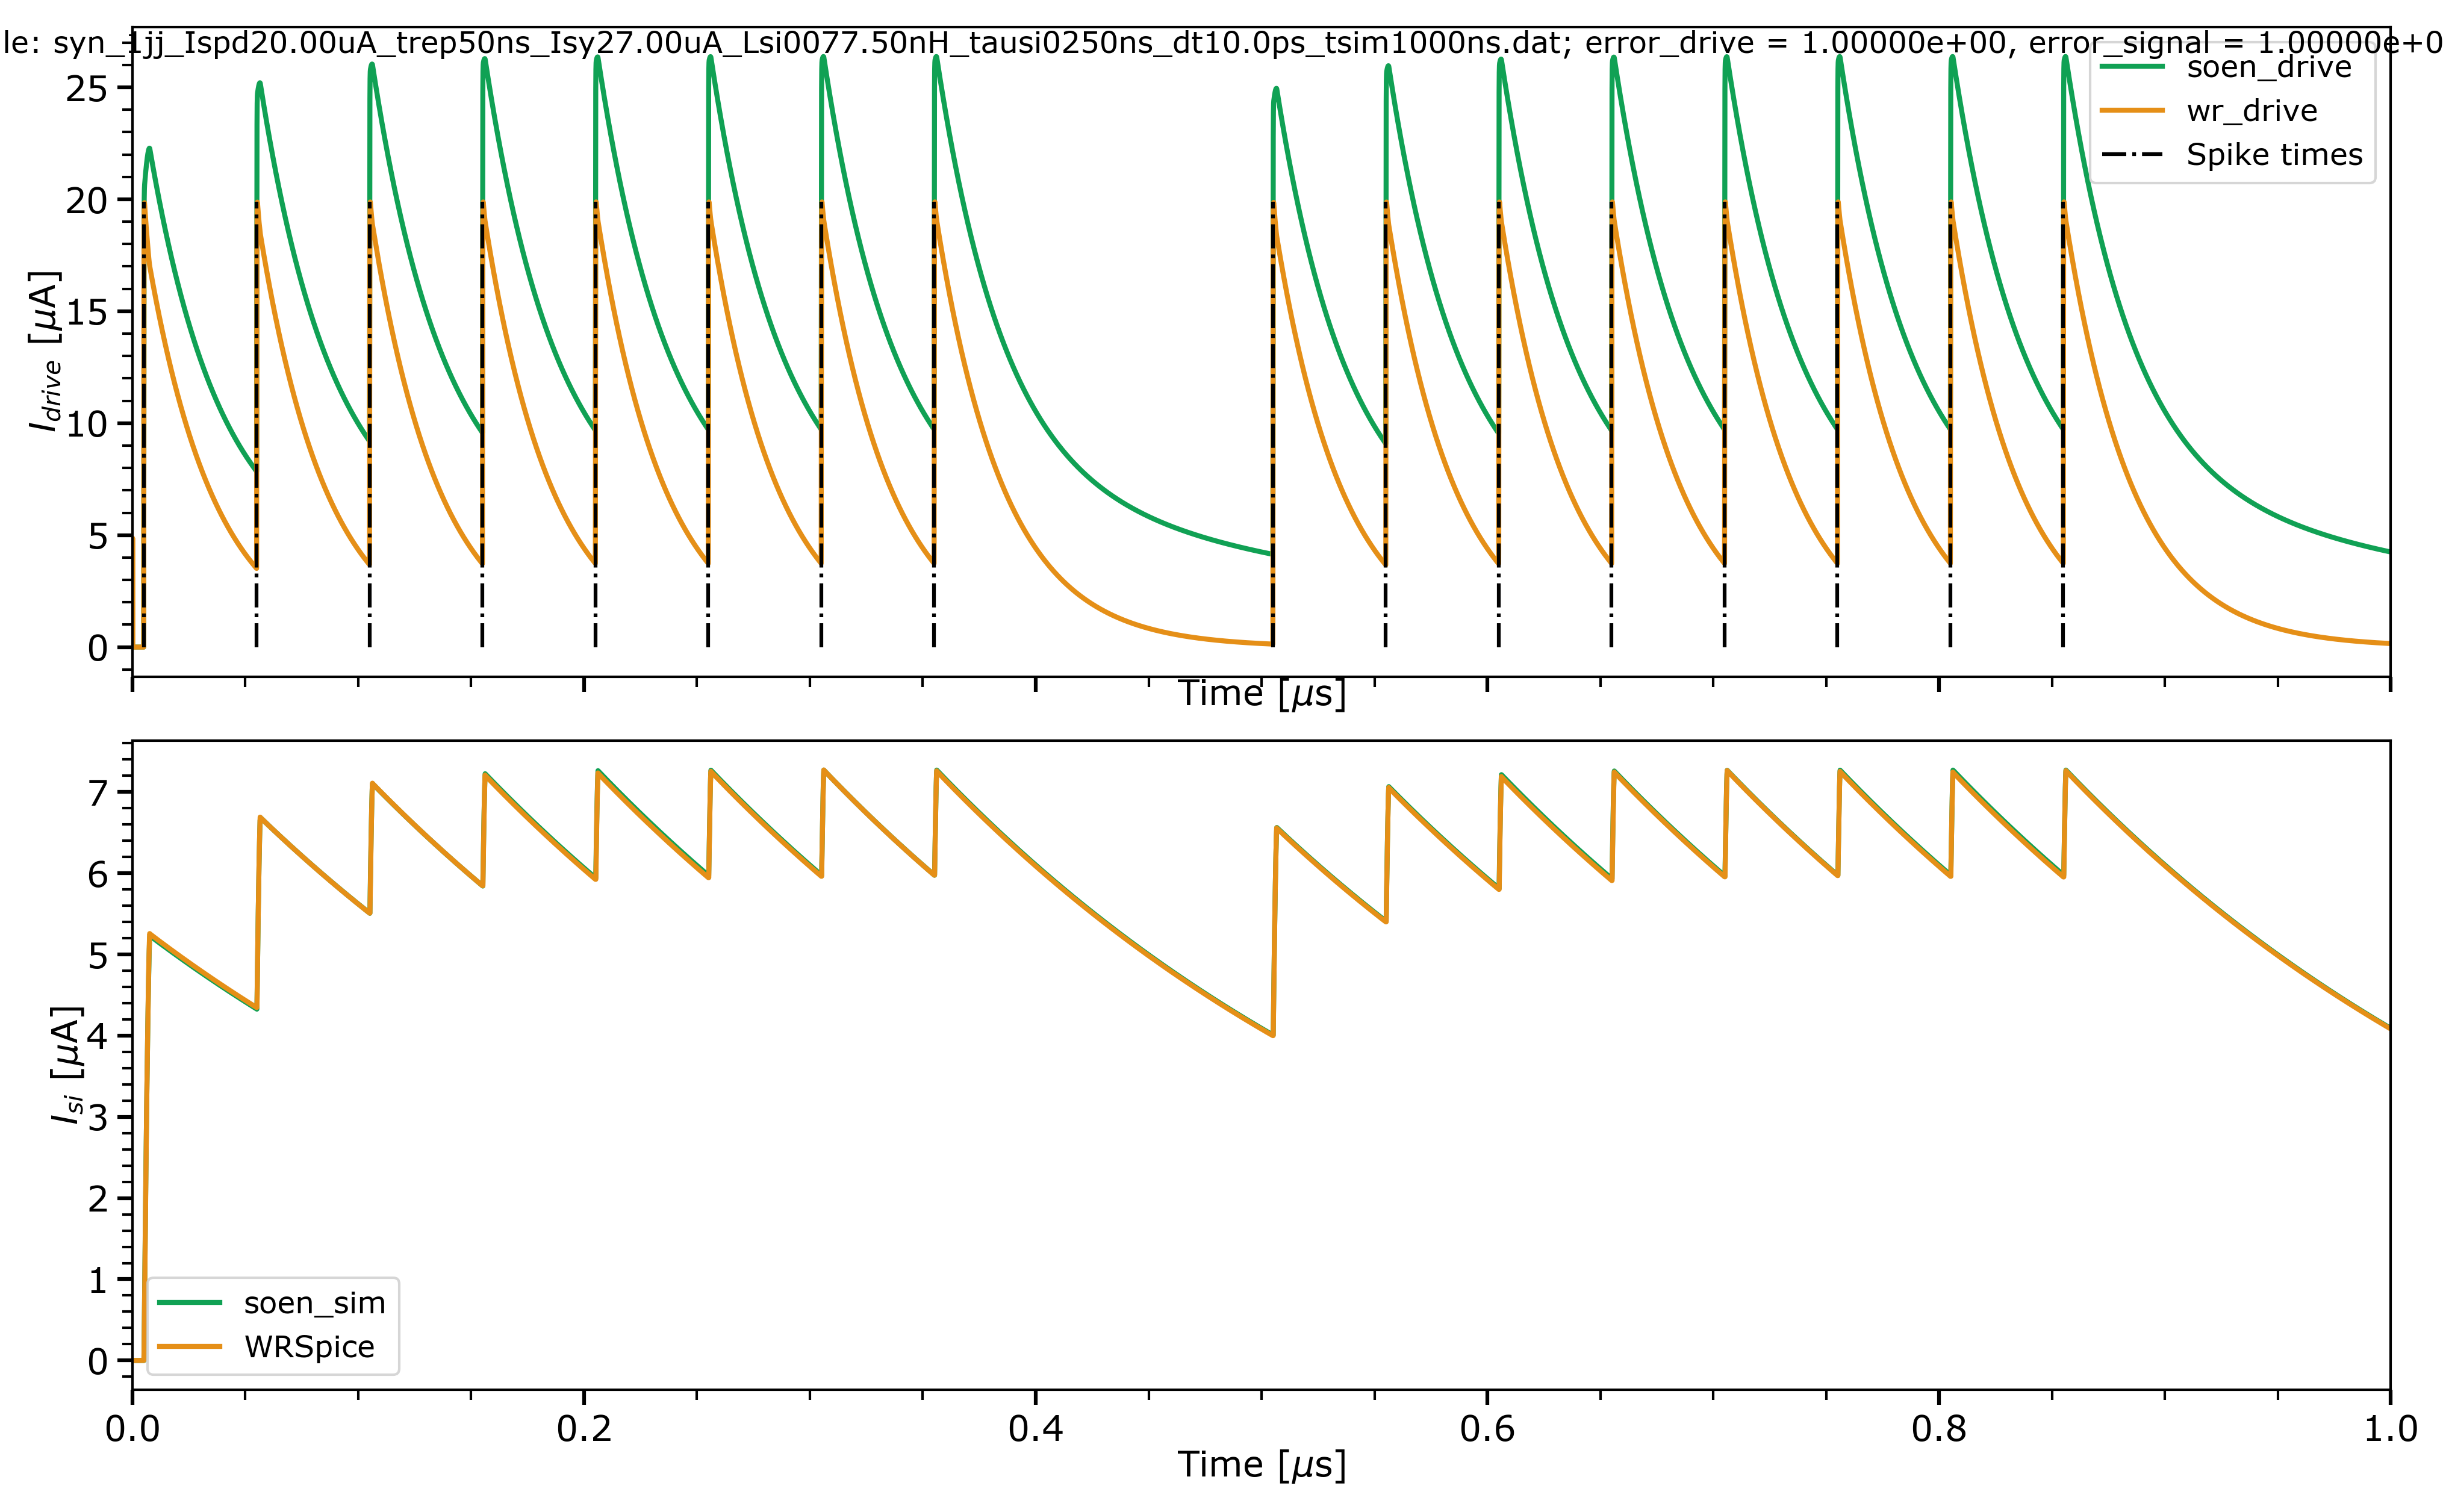 le: syn_1jj_Ispd20.00uA_trep50ns_Isy27.00uA_Lsi0077.50nH_tausi0250ns_dt10.0ps_tsim1000ns.dat; error_drive = 1.00000e+00, error_signal = 1.00000e+0
soen_drive
wr_drive
Spike times
I_drive [μA]
25
20
15
10
5
0
Time [μs]
I_si [μA]
7
6
5
4
3
2
1
0
soen_sim
WRSpice
0.0 0.2 0.4 0.6 0.8 1.0
Time [μs]